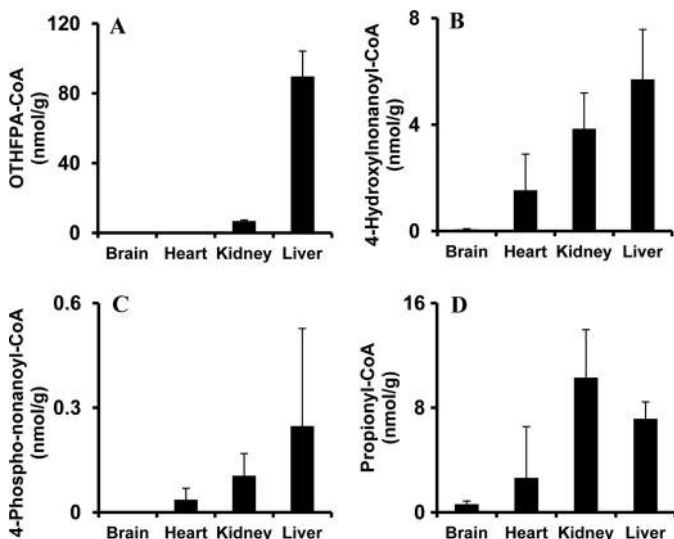 A
OTHFPA-CoA
(nmol/g)
120
80
40
0
Brain Heart Kidney Liver
B
4-Hydroxylnonanoyl-CoA
(nmol/g)
8
4
0
Brain Heart Kidney Liver
C
4-Phospho-nonanoyl-CoA
(nmol/g)
0.6
0.3
0
Brain Heart Kidney Liver
D
Propionyl-CoA
(nmol/g)
16
8
0
Brain Heart Kidney Liver